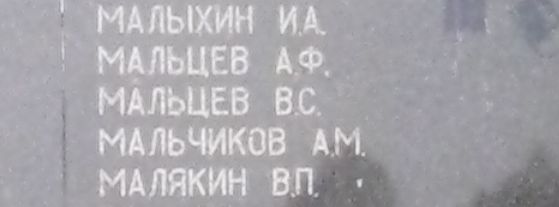 МАЛЫХИН И.А.
МАЛЬЦЕВ А.Ф.
МАЛЬЦЕВ В.С.
МАЛЬЧИКОВ А.М.
МАЛЯКИН В.П.